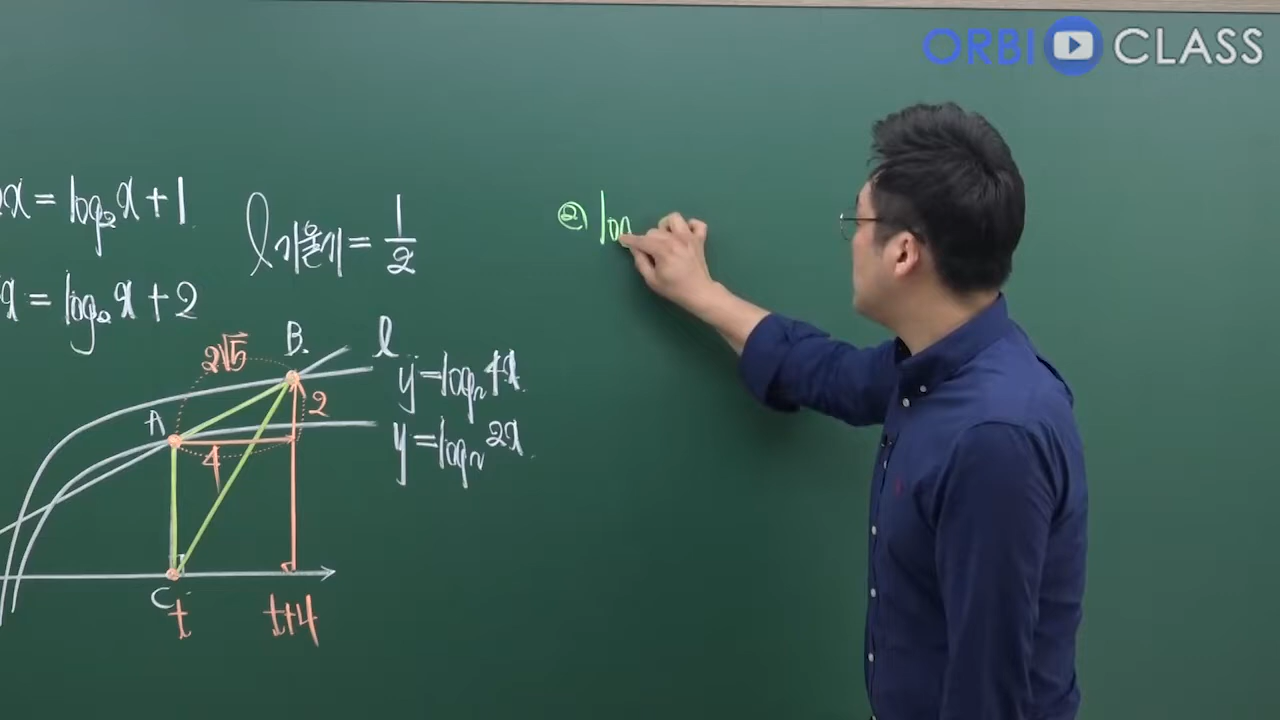 ORBI CLASS
x = log₂x + 1
l 기울기 = 1/2
x = log₂x + 2
② log
2√5
B
l
y = log₂4x
A
2
y = log₂2x
4
C
t
t+4